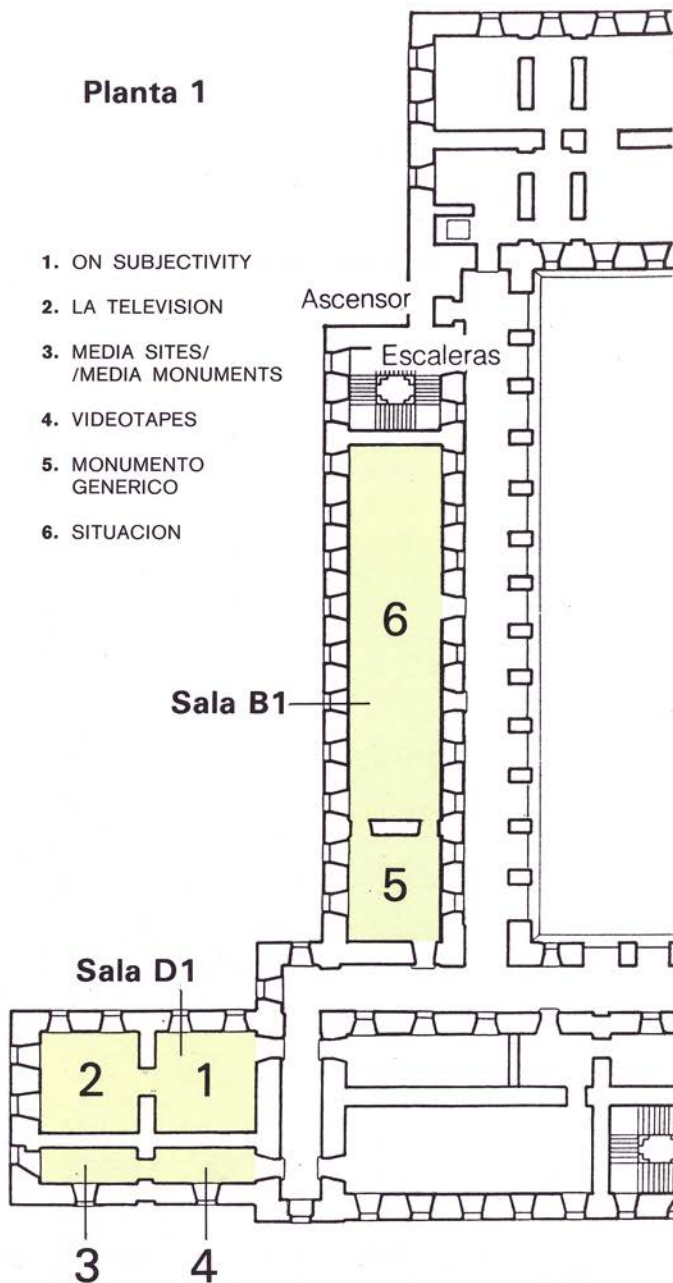 Planta 1
1. ON SUBJECTIVITY
2. LA TELEVISION
3. MEDIA SITES/
/MEDIA MONUMENTS
4. VIDEOTAPES
5. MONUMENTO
GENERICO
6. SITUACION
Ascensor
Escaleras
6
Sala B1
5
Sala D1
2
1
3
4